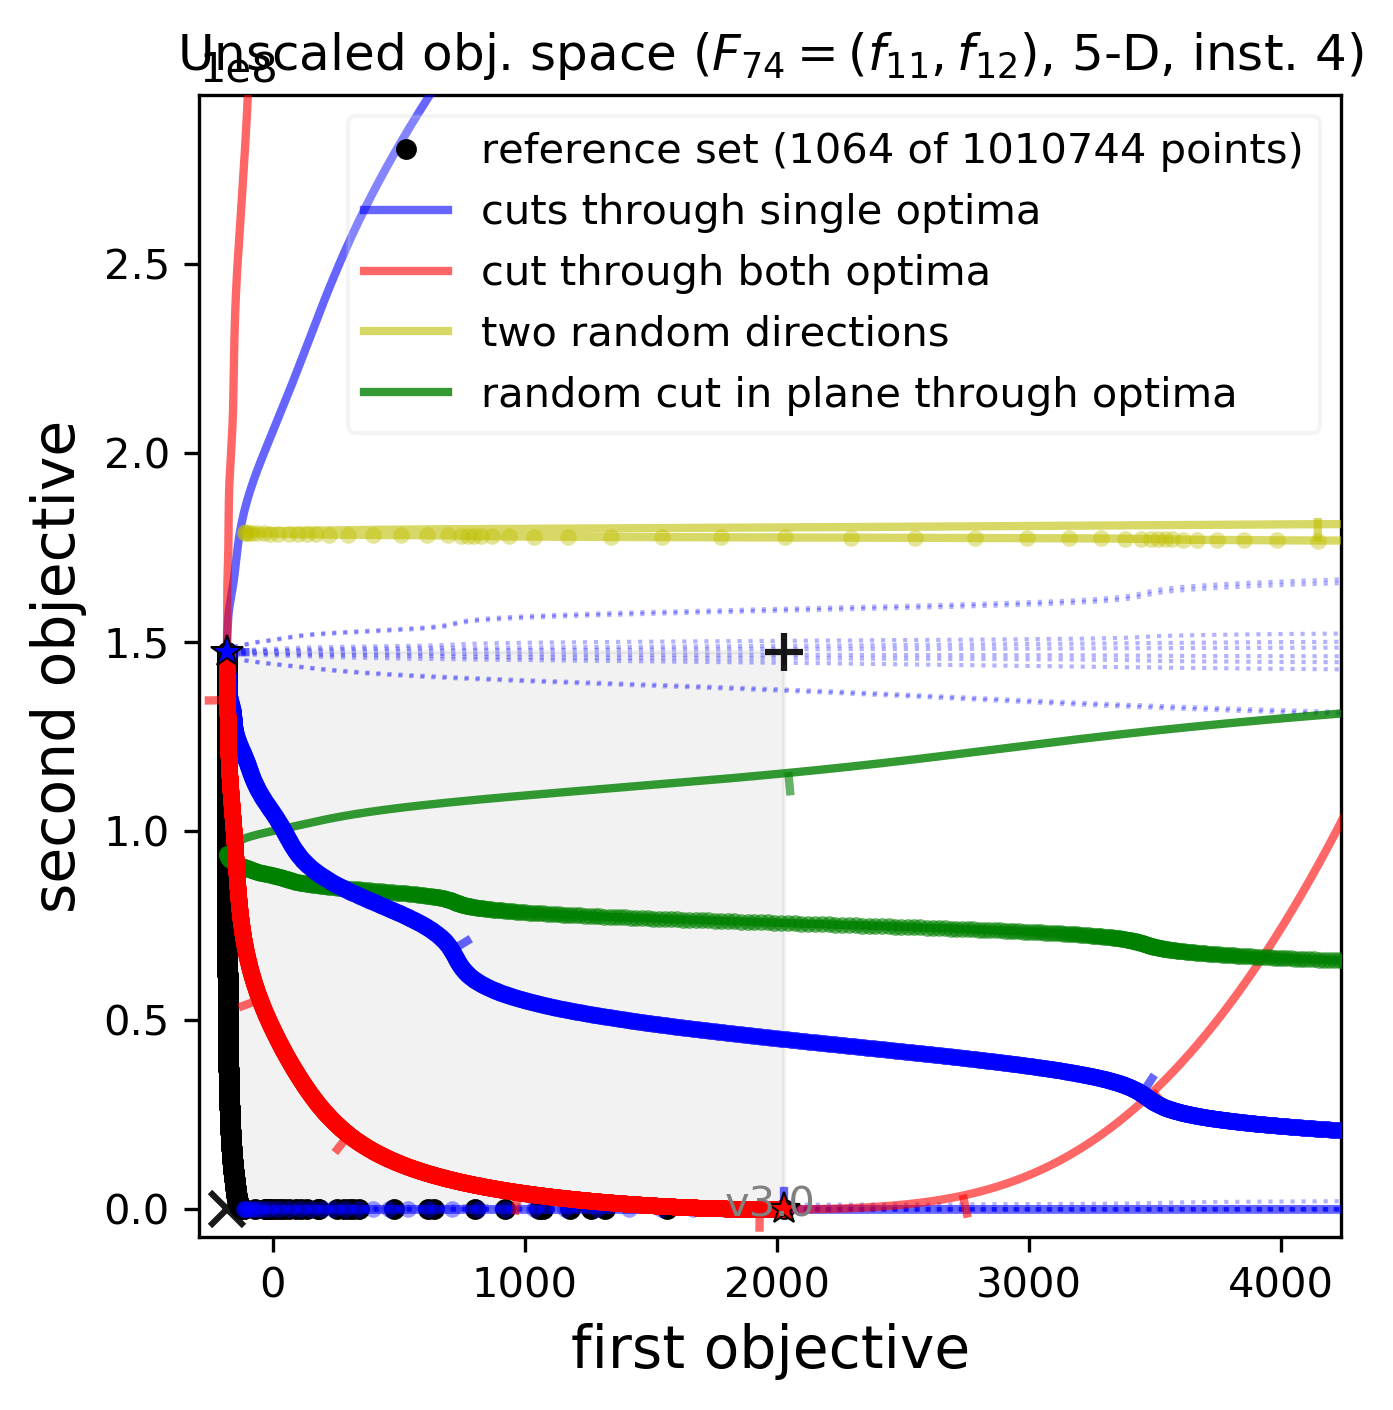 Unscaled obj. space (F₇₄ = (f₁₁, f₁₂), 5-D, inst. 4)
1e8
reference set (1064 of 1010744 points)
cuts through single optima
cut through both optima
two random directions
random cut in plane through optima
2.5
2.0
1.5
1.0
0.5
0.0
second objective
v3.0
0
1000
2000
3000
4000
first objective